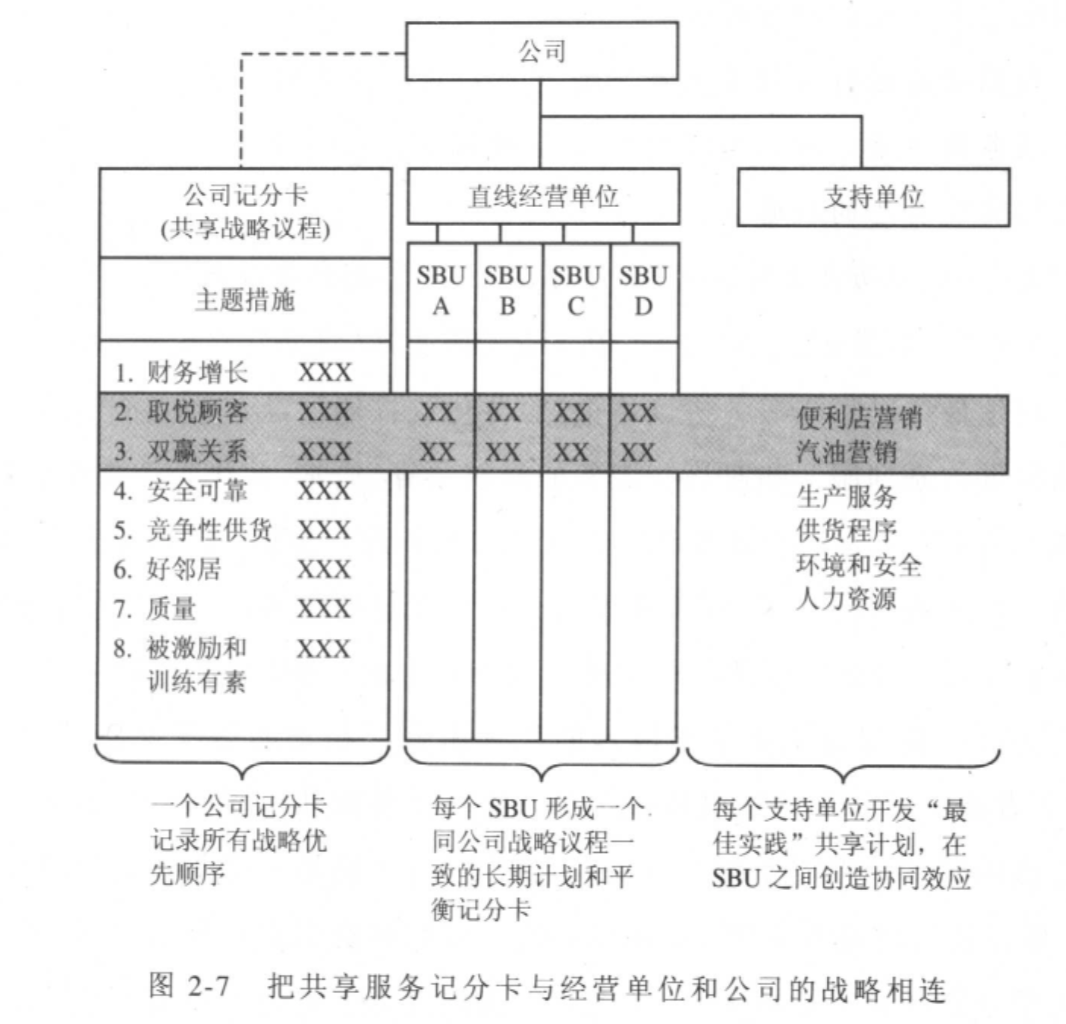 公司
公司记分卡
(共享战略议程)
直线经营单位
支持单位
主题措施
SBU A
SBU B
SBU C
SBU D
1. 财务增长 XXX
2. 取悦顾客 XXX XX XX XX XX 便利店营销
3. 双赢关系 XXX XX XX XX XX 汽油营销
4. 安全可靠 XXX
5. 竞争性供货 XXX
6. 好邻居 XXX
7. 质量 XXX
8. 被激励和 XXX
训练有素
生产服务
供货程序
环境和安全
人力资源
一个公司记分卡
记录所有战略优
先顺序
每个 SBU 形成一个
同公司战略议程一
致的长期计划和平
衡记分卡
每个支持单位开发“最
佳实践”共享计划，在
SBU 之间创造协同效应
图 2-7 把共享服务记分卡与经营单位和公司的战略相连